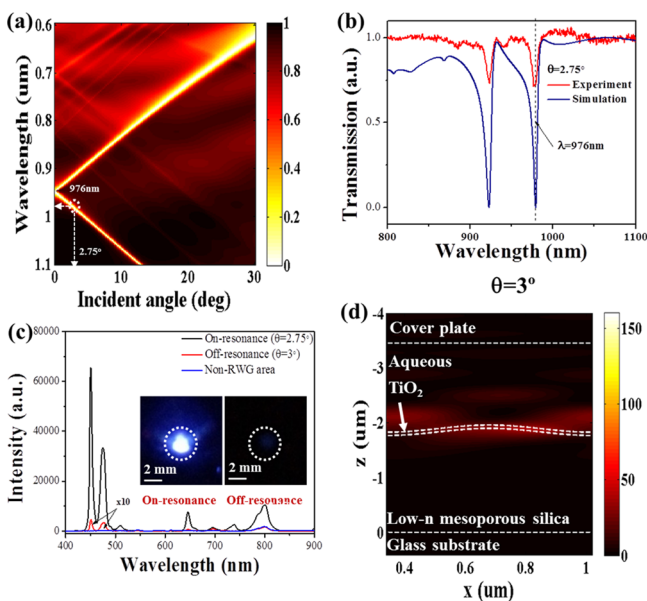 (a)
Wavelength (um)
0.6
0.7
0.8
0.9
1
1.1
976nm
2.75°
0 10 20 30
Incident angle (deg)
1
0.8
0.6
0.4
0.2
0
(b)
Transmission (a.u.)
1.0
0.5
0.0
θ=2.75°
Experiment
Simulation
λ=976nm
800 900 1000 1100
Wavelength (nm)
θ=3°
(c)
Intensity (a.u.)
80000
60000
40000
20000
0
On-resonance (θ=2.75°)
Off-resonance (θ=3°)
Non-RWG area
2 mm
2 mm
On-resonance
Off-resonance
x10
400 500 600 700 800 900
Wavelength (nm)
(d)
z (um)
-4
-3
-2
-1
0
Cover plate
Aqueous
TiO2
Low-n mesoporous silica
Glass substrate
0.4 0.6 0.8 1
x (um)
150
100
50
0